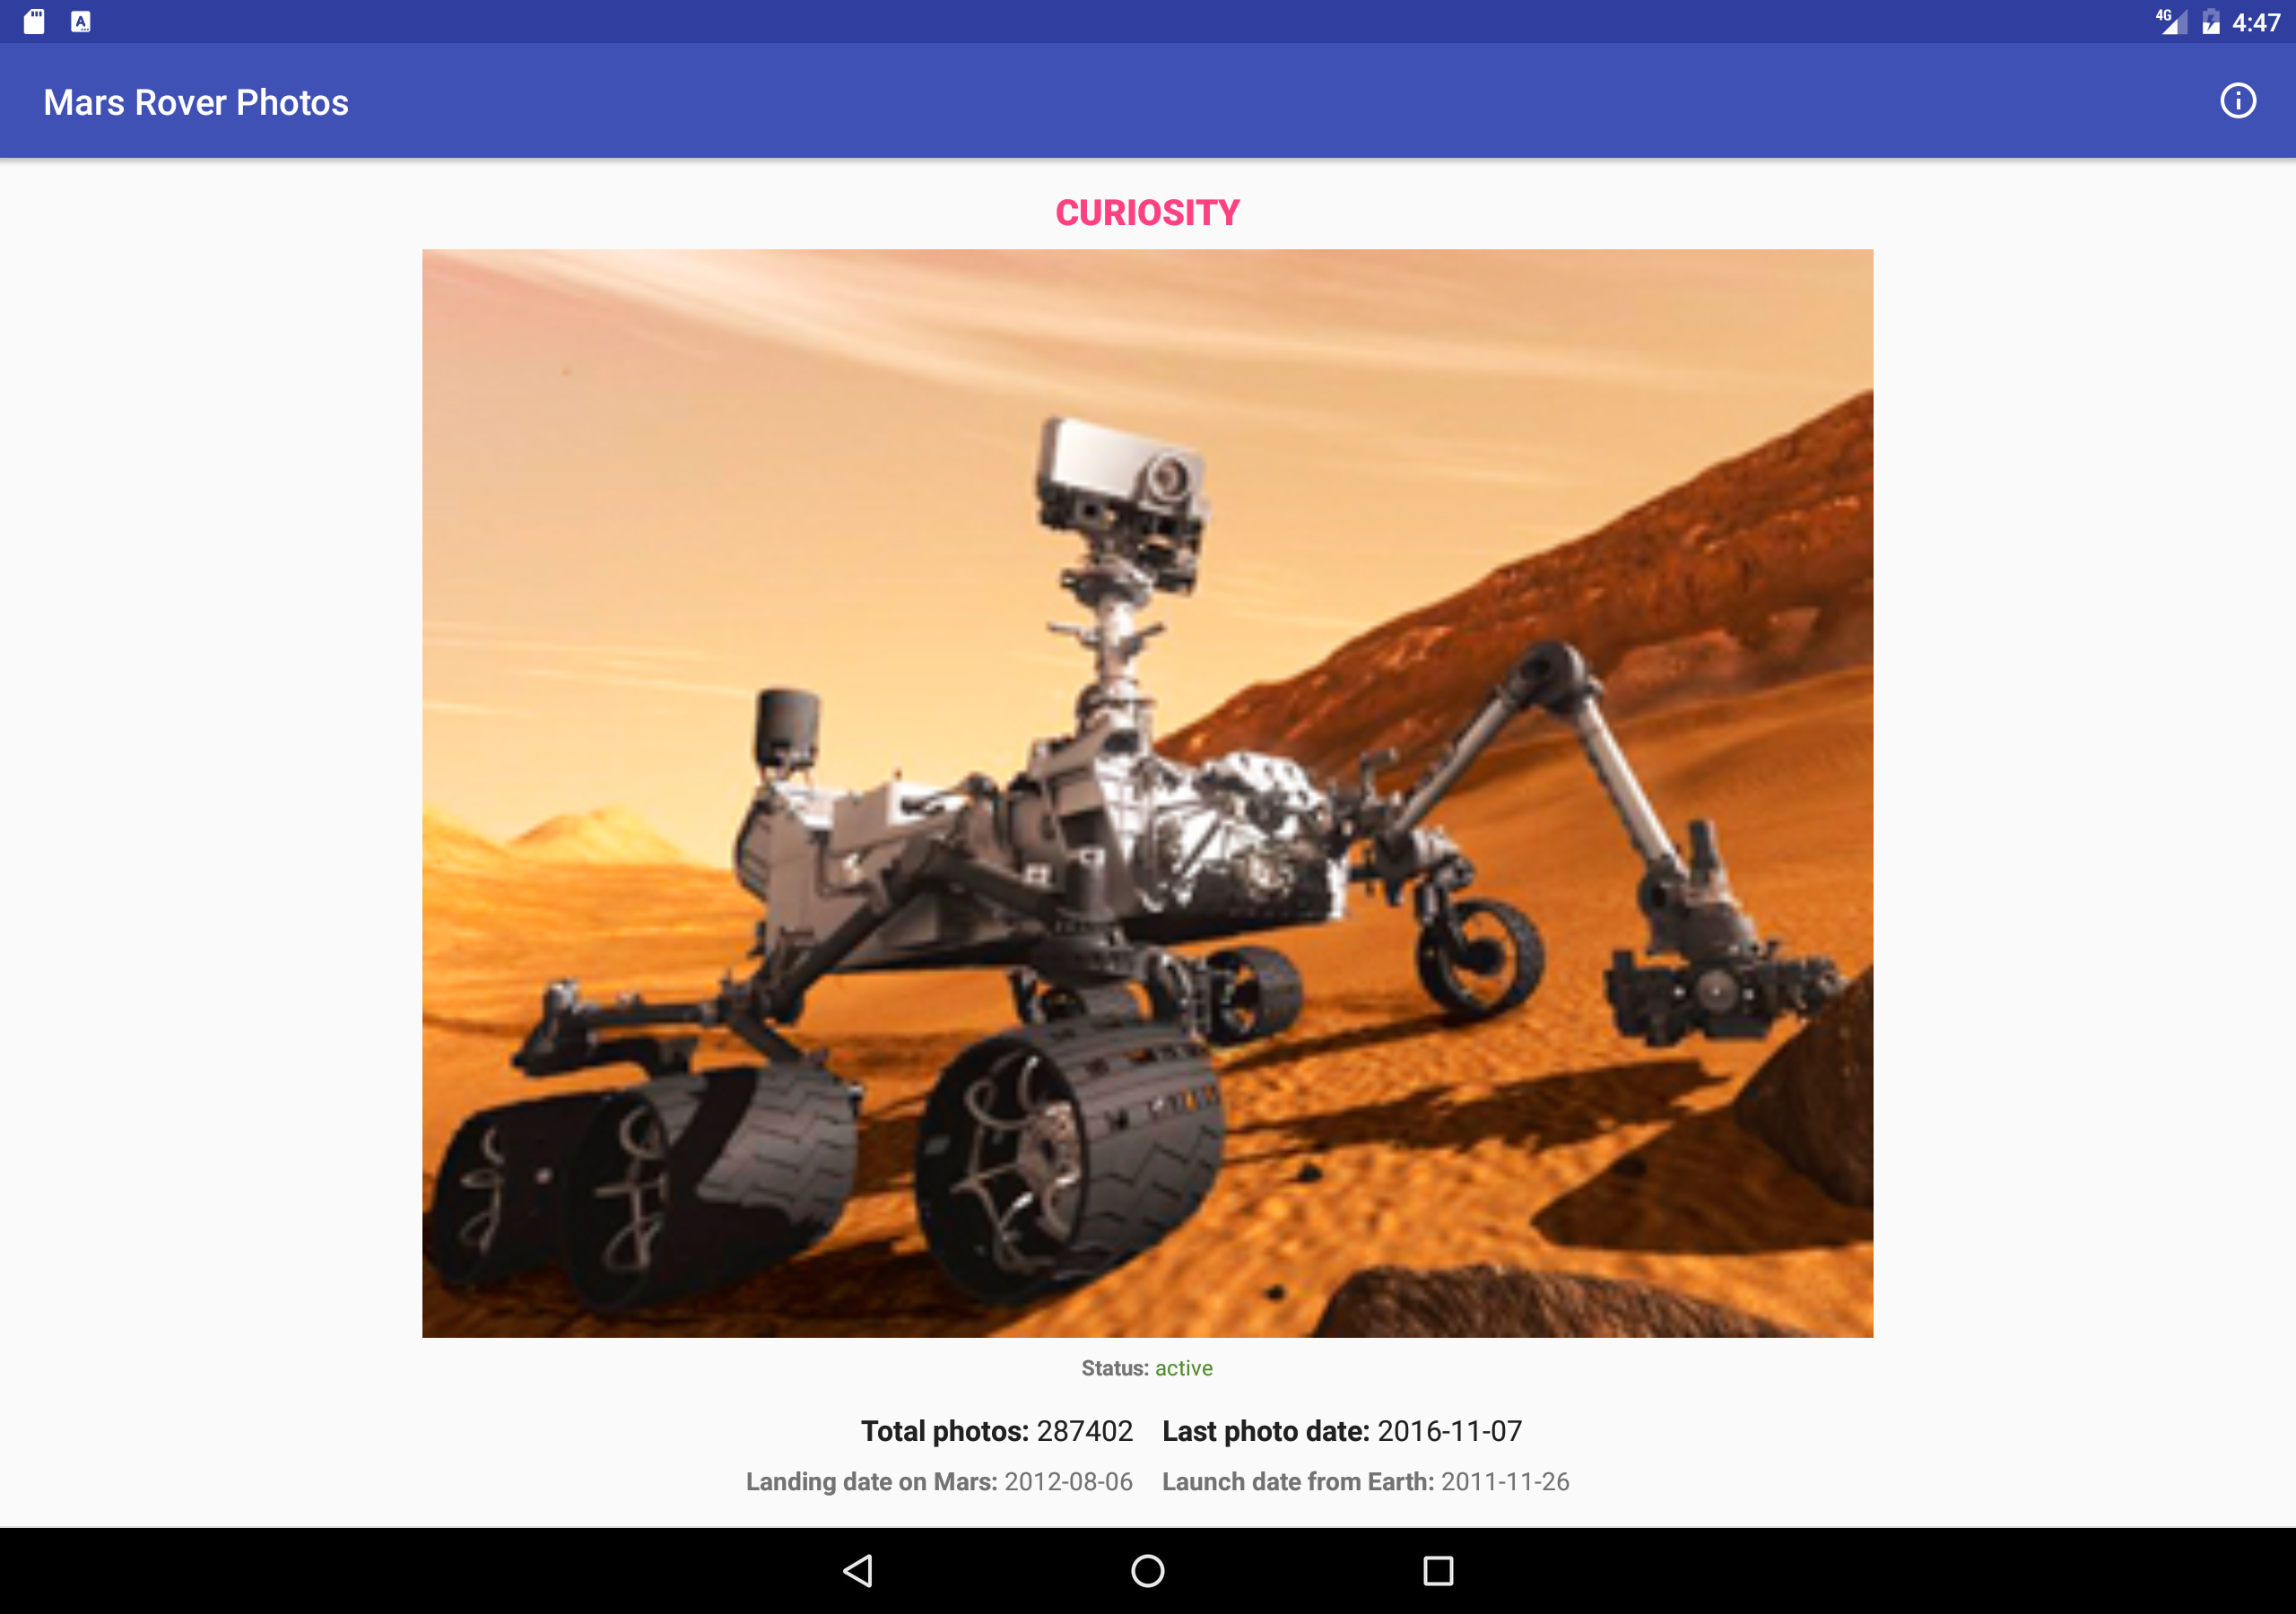 4G 4:47
Mars Rover Photos
CURIOSITY
Status: active
Total photos: 287402 Last photo date: 2016-11-07
Landing date on Mars: 2012-08-06 Launch date from Earth: 2011-11-26